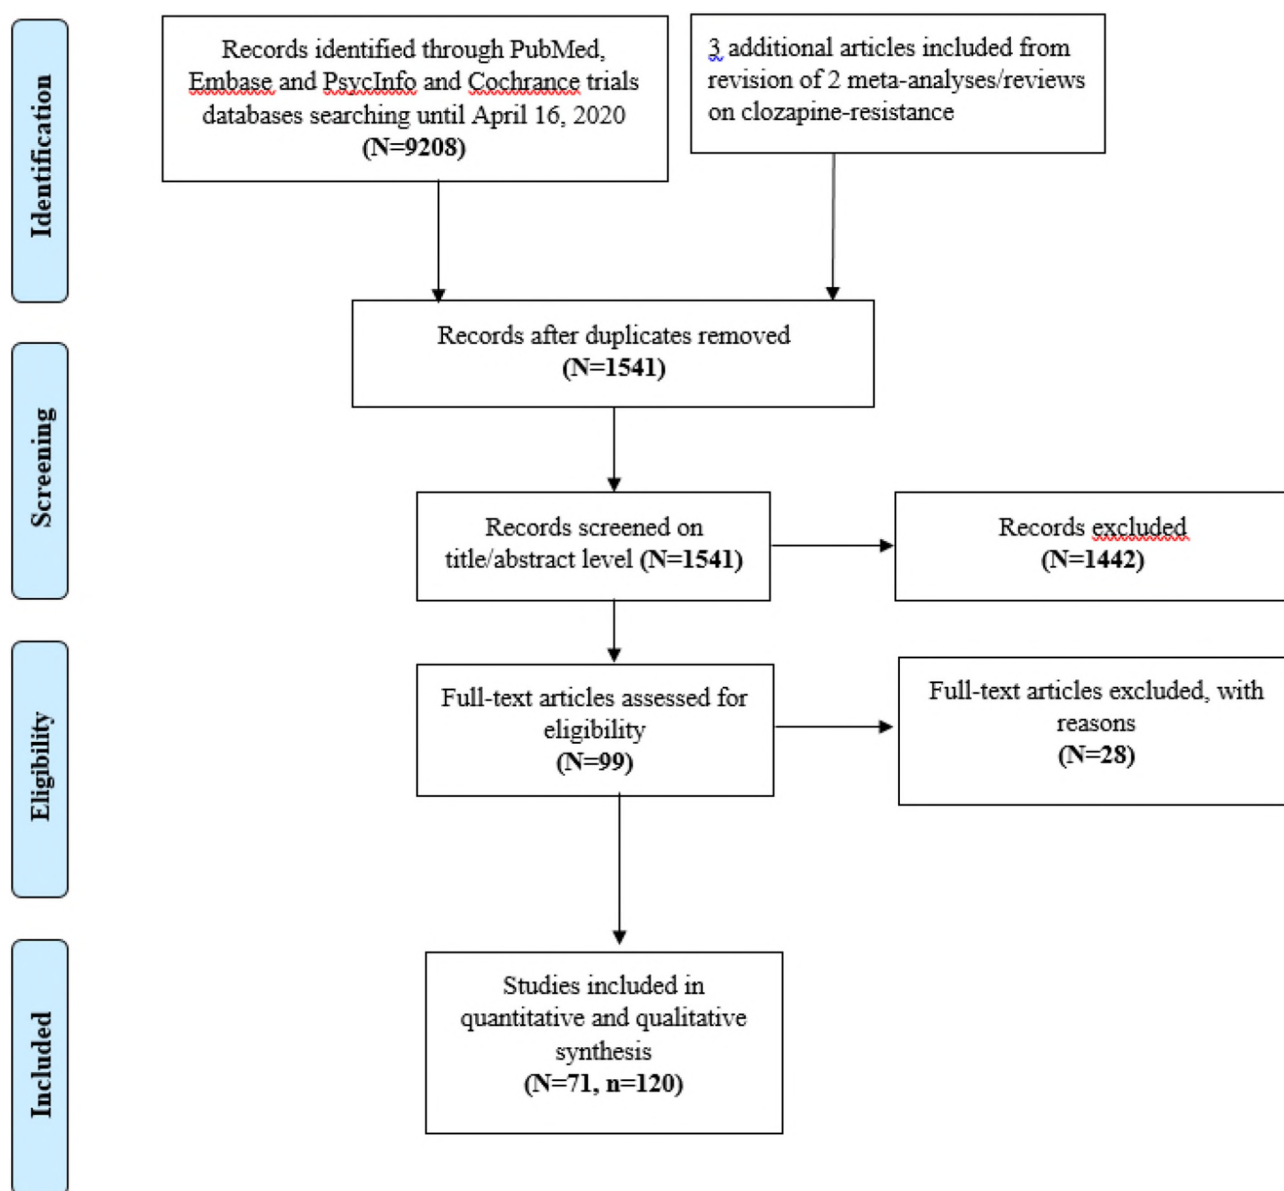 Identification
Records identified through PubMed,
Embase and PsycInfo and Cochrance trials
databases searching until April 16, 2020
(N=9208)
3 additional articles included from
revision of 2 meta-analyses/reviews
on clozapine-resistance
Records after duplicates removed
(N=1541)
Screening
Records screened on
title/abstract level (N=1541)
Records excluded
(N=1442)
Eligibility
Full-text articles assessed for
eligibility
(N=99)
Full-text articles excluded, with
reasons
(N=28)
Included
Studies included in
quantitative and qualitative
synthesis
(N=71, n=120)